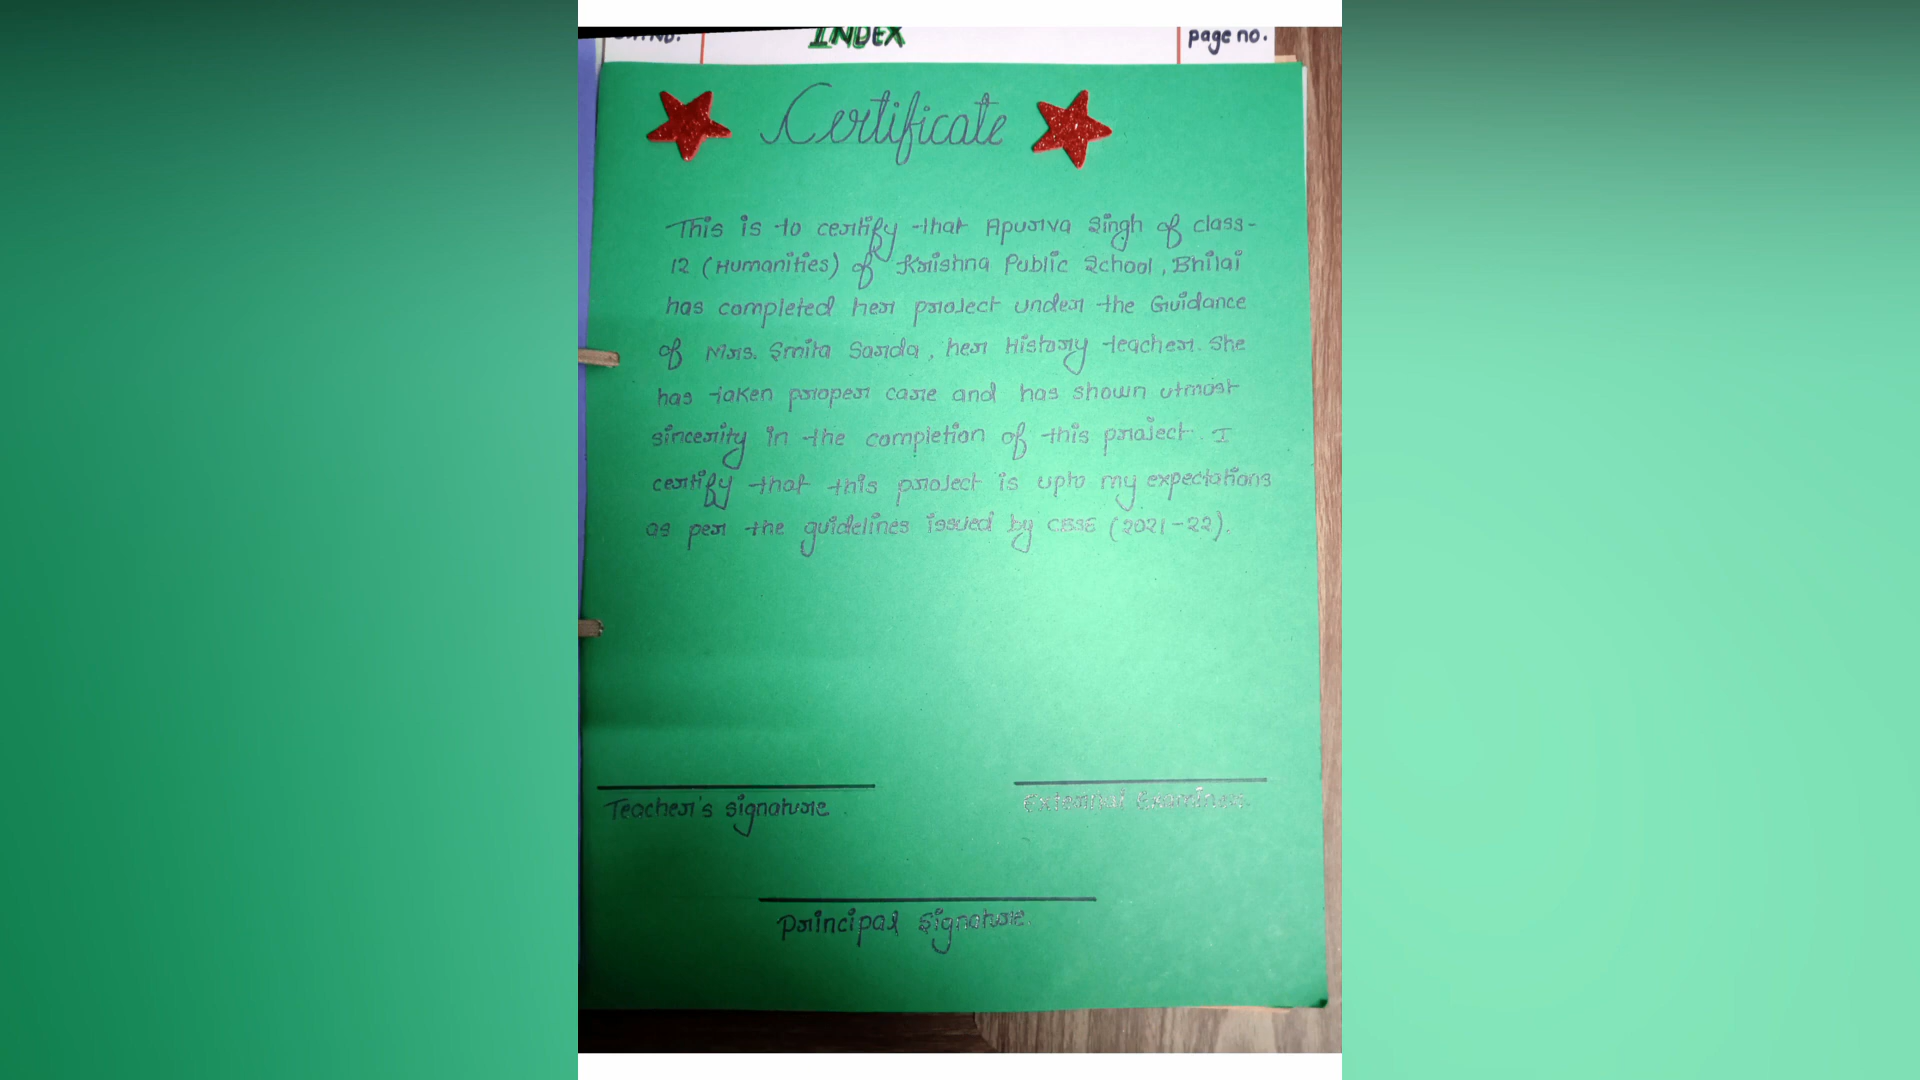 INDEX
page no.
Certificate
This is to certify that Apurva Singh of class-
12 (Humanities) of Krishna Public School, Bhilai
has completed her project under the Guidance
of Mrs. Smita Sarda, her History teacher. She
has taken proper care and has shown utmost
sincerity in the completion of this project. I
certify that this project is upto my expectations
as per the guidelines issued by CBSE (2021-22).
Teacher's signature.
External Examiner.
Principal Signature.